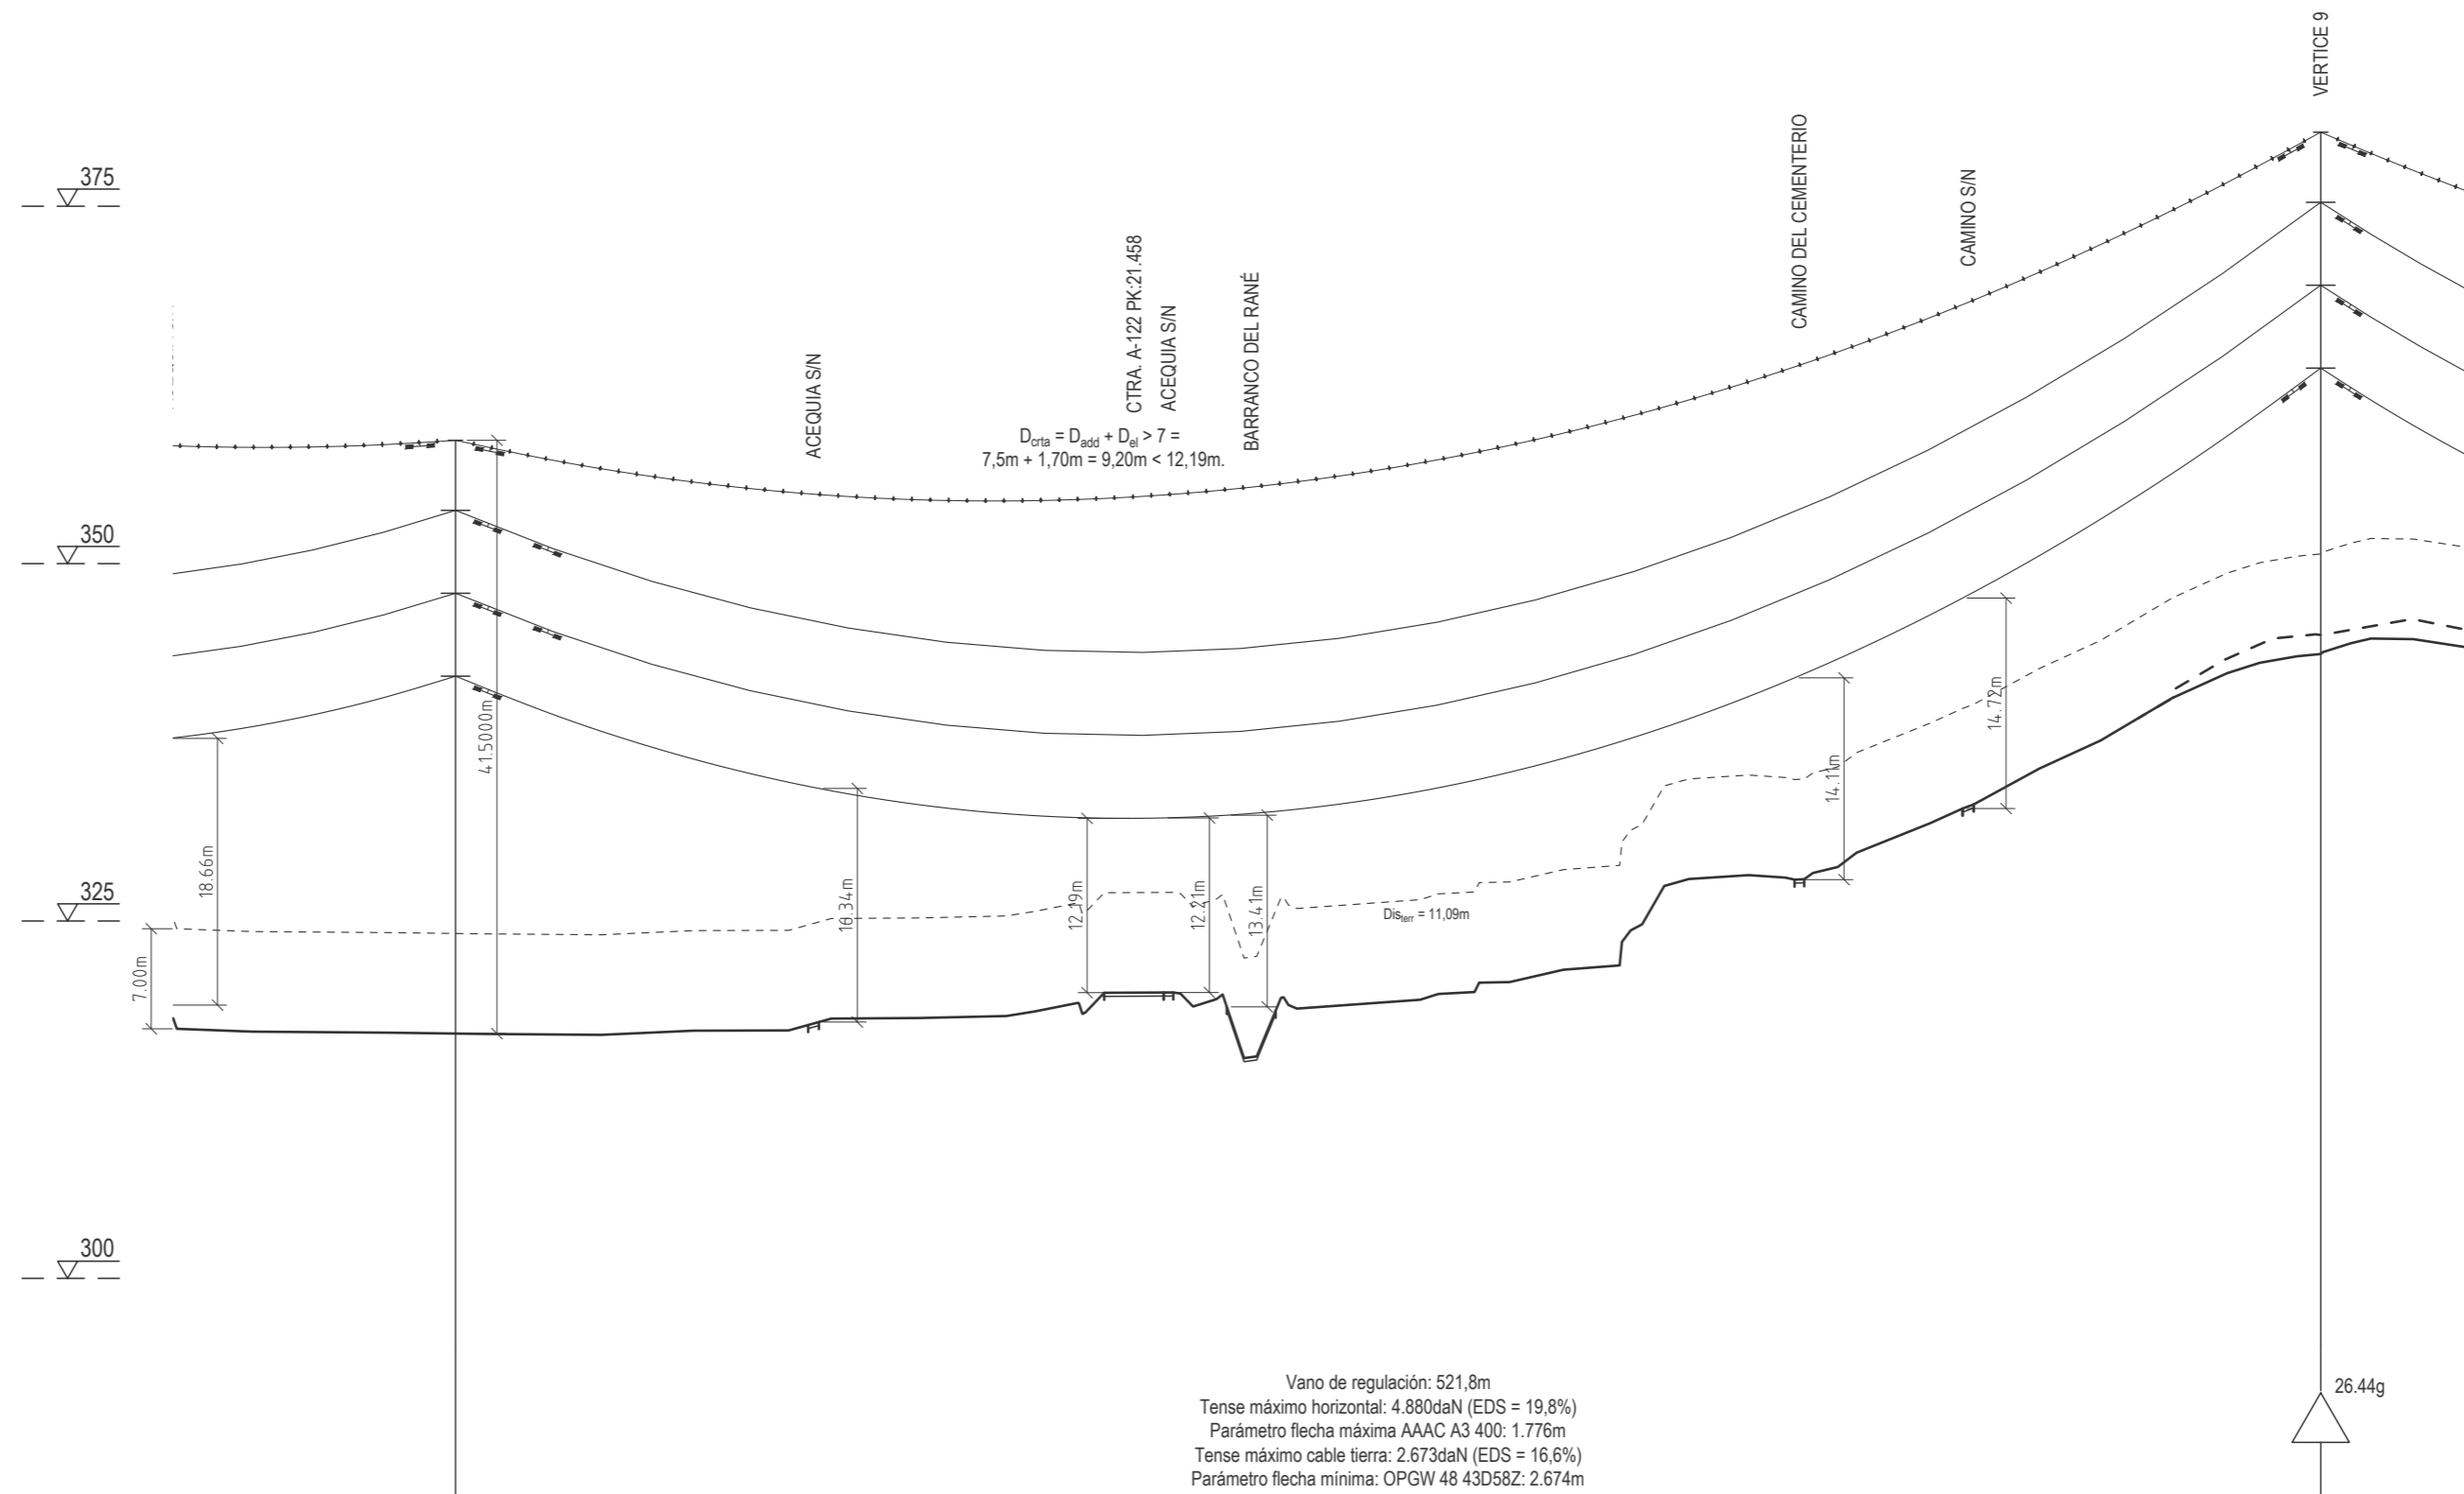 VERTICE 9
CAMINO DEL CEMENTERIO
CAMINO S/N
375
CTRA. A-122 PK:21.458
ACEQUIA S/N
BARRANCO DEL RANÉ
ACEQUIA S/N
D_crta = D_add + D_el > 7 =
7,5m + 1,70m = 9,20m < 12,19m.
350
41.5000m
14.72m
14.11m
18.66m
16.34m
12.19m
12.21m
13.41m
325
Dis_terr = 11,09m
7.00m
300
Vano de regulación: 521,8m
Tense máximo horizontal: 4.880daN (EDS = 19,8%)
Parámetro flecha máxima AAAC A3 400: 1.776m
Tense máximo cable tierra: 2.673daN (EDS = 16,6%)
Parámetro flecha mínima: OPGW 48 43D58Z: 2.674m
26.44g